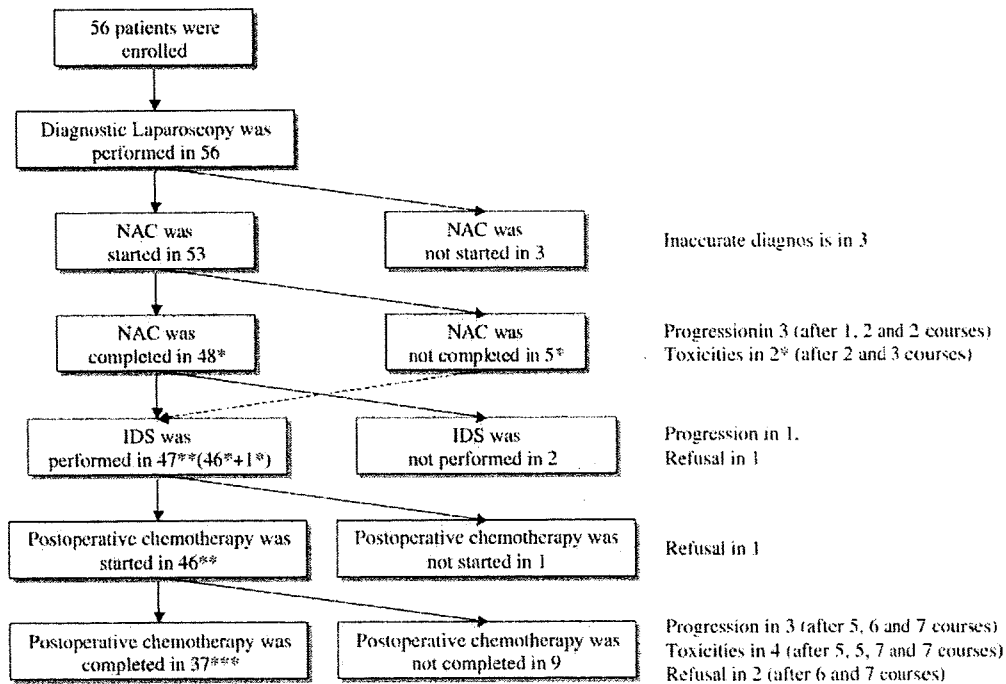 56 patients were
enrolled
Diagnostic Laparoscopy was
performed in 56
NAC was
started in 53
NAC was
not started in 3
Inaccurate diagnos is in 3
NAC was
completed in 48*
NAC was
not completed in 5*
Progressionin 3 (after 1, 2 and 2 courses)
Toxicities in 2* (after 2 and 3 courses)
IDS was
performed in 47**(46*+1*)
IDS was
not performed in 2
Progression in 1,
Refusal in 1
Postoperative chemotherapy was
started in 46**
Postoperative chemotherapy was
not started in 1
Refusal in 1
Postoperative chemotherapy was
completed in 37***
Postoperative chemotherapy was
not completed in 9
Progression in 3 (after 5, 6 and 7 courses)
Toxicities in 4 (after 5, 5, 7 and 7 courses)
Refusal in 2 (after 6 and 7 courses)